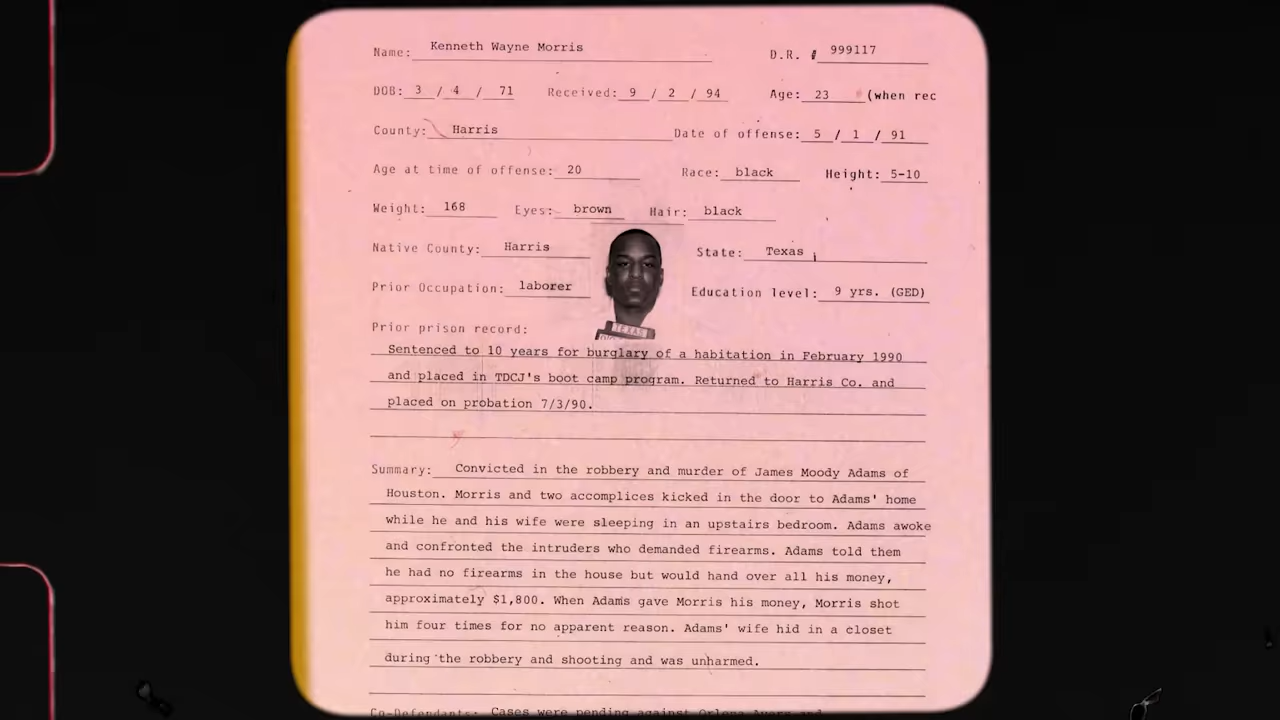 Name: Kenneth Wayne Morris D.R. # 999117
DOB: 3 / 4 / 71 Received: 9 / 2 / 94 Age: 23 (when rec
County: Harris Date of offense: 5 / 1 / 91
Age at time of offense: 20 Race: black Height: 5-10
Weight: 168 Eyes: brown Hair: black
Native County: Harris State: Texas
Prior Occupation: laborer Education level: 9 yrs. (GED)
TEXAS
Prior prison record:
Sentenced to 10 years for burglary of a habitation in February 1990
and placed in TDCJ's boot camp program. Returned to Harris Co. and
placed on probation 7/3/90.
Summary: Convicted in the robbery and murder of James Moody Adams of
Houston. Morris and two accomplices kicked in the door to Adams' home
while he and his wife were sleeping in an upstairs bedroom. Adams awoke
and confronted the intruders who demanded firearms. Adams told them
he had no firearms in the house but would hand over all his money,
approximately $1,800. When Adams gave Morris his money, Morris shot
him four times for no apparent reason. Adams' wife hid in a closet
during the robbery and shooting and was unharmed.
Co-Defendants: Cases were pending against